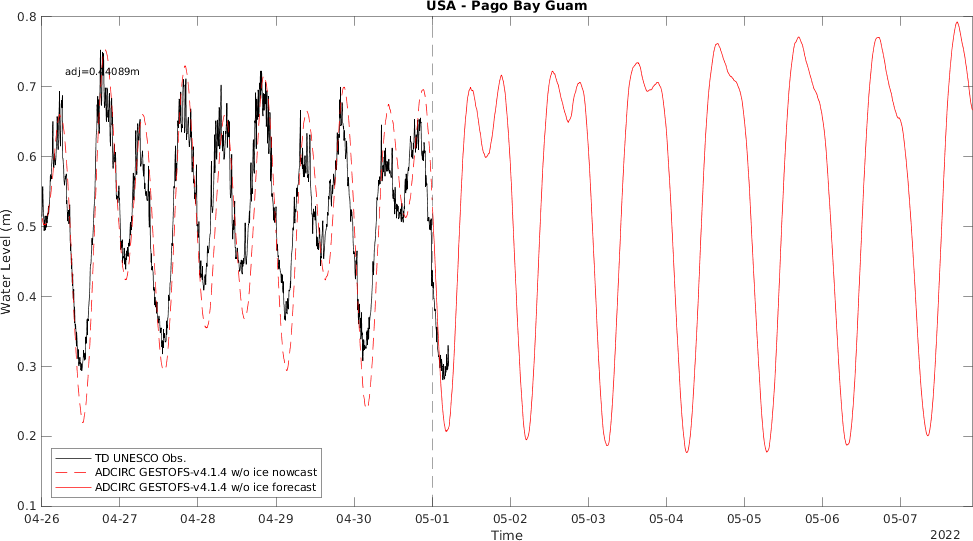 USA - Pago Bay Guam
0.8
0.7
0.6
0.5
0.4
0.3
0.2
0.1
Water Level (m)
adj=0.44089m
TD UNESCO Obs.
ADCIRC GESTOFS-v4.1.4 w/o ice nowcast
ADCIRC GESTOFS-v4.1.4 w/o ice forecast
04-26 04-27 04-28 04-29 04-30 05-01 05-02 05-03 05-04 05-05 05-06 05-07
Time
2022